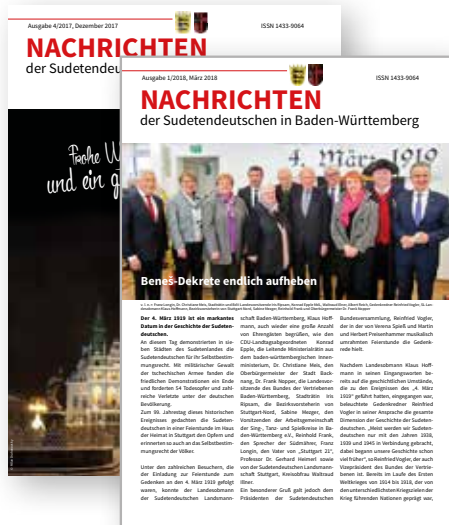 Ausgabe 4/2017, Dezember 2017
ISSN 1433-9064
NACHRICHTEN
der Sudetendeu
Frohe W
und ein g
Ausgabe 1/2018, März 2018
ISSN 1433-9064
NACHRICHTEN
der Sudetendeutschen in Baden-Württemberg
4. März 1919
Beneš-Dekrete endlich aufheben
Der 4. März 1919 ist ein markantes
Datum in der Geschichte der Sudeten-
deutschen.
An diesem Tag demonstrierten in sie-
ben Städten des Sudetenlandes die
Sudetendeutschen für ihr Selbstbestim-
mungsrecht. Mit militärischer Gewalt
der tschechischen Armee fanden die
friedlichen Demonstrationen ein Ende
und forderten 54 Todesopfer und zahl-
reiche Verletzte unter der deutschen
Bevölkerung.
Zum 99. Jahrestag dieses historischen
Ereignisses gedachten die Sudeten-
deutschen in einer Feierstunde im Haus
der Heimat in Stuttgart den Opfern und
erinnerten so auch an das Selbstbestim-
mungsrecht der Völker.
Unter den zahlreichen Besuchern, die
der Einladung zur Feierstunde zum
Gedenken an den 4. März 1919 gefolgt
waren, konnte der Landesobmann
der Sudetendeutschen Landsmann-
schaft Baden-Württemberg, Klaus Hoff-
mann, auch wieder eine große Anzahl
von Ehrengästen begrüßen, wie den
CDU-Landtagsabgeordneten Konrad
Epple, die Leitende Ministerialrätin aus
dem baden-württembergischen Innen-
ministerium, Dr. Christiane Meis, den
Oberbürgermeister der Stadt Back-
nang, Dr. Frank Nopper, die Landesvor-
sitzende des Bundes der Vertriebenen
Baden-Württemberg, Stadträtin Iris
Ripsam, die Bezirksvorsteherin von
Stuttgart-Nord, Sabine Mezger, den
Vorsitzenden der Arbeitsgemeinschaft
der Sing-, Tanz- und Spielkreise in Ba-
den-Württemberg e.V., Reinhold Frank,
den Sprecher der Südmährer, Franz
Longin, den Vater von „Stuttgart 21“,
Professor Dr. Gerhard Heimerl sowie
von der Sudetendeutschen Landsmann-
schaft Stuttgart, Kreisobfrau Waltraud
Illner.
Ein besonderer Gruß galt jedoch dem
Präsidenten der Sudetendeutschen
Bundesversammlung, Reinfried Vogler,
der in der von Verena Spieß und Martin
und Herbert Preisenhammer musikalisch
umrahmten Feierstunde die Gedenk-
rede hielt.
Nachdem Landesobmann Klaus Hoff-
mann in seinen Eingangsworten be-
reits auf die geschichtlichen Umstände,
die zu den Ereignissen des „4. März
1919“ geführt hatten, eingegangen war,
beleuchtete Gedenkredner Reinfried
Vogler in seiner Ansprache die gesamte
Dimension der Geschichte der Sudeten-
deutschen. „Meist werden wir Sudeten-
deutschen nur mit den Jahren 1938,
1939 und 1945 in Verbindung gebracht,
dabei begann unsere Geschichte schon
viel früher“, so Reinfried Vogler, der auch
Vizepräsident des Bundes der Vertrie-
benen ist. Bereits im Laufe des Ersten
Weltkrieges von 1914 bis 1918, der von
den unterschiedlichsten Kriegszielen der
Krieg führenden Nationen geprägt war,